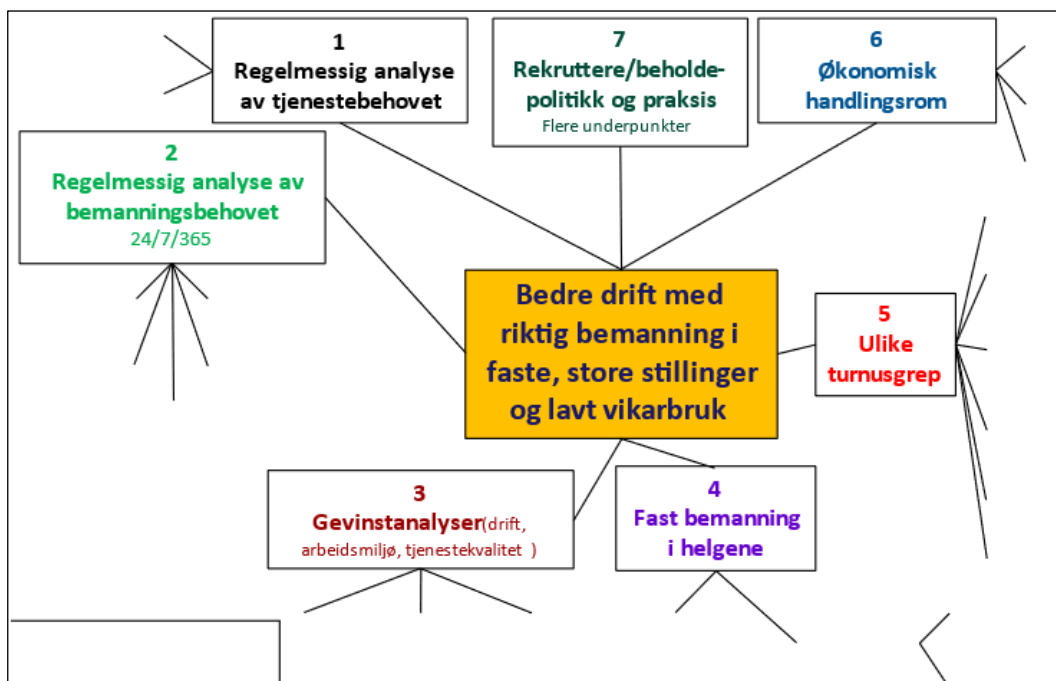 1
Regelmessig analyse
av tjenestebehovet
7
Rekruttere/beholde-
politikk og praksis
Flere underpunkter
6
Økonomisk
handlingsrom
2
Regelmessig analyse av
bemanningsbehovet
24/7/365
Bedre drift med
riktig bemanning i
faste, store stillinger
og lavt vikarbruk
5
Ulike
turnusgrep
3
Gevinstanalyser(drift,
arbeidsmiljø, tjenestekvalitet )
4
Fast bemanning
i helgene